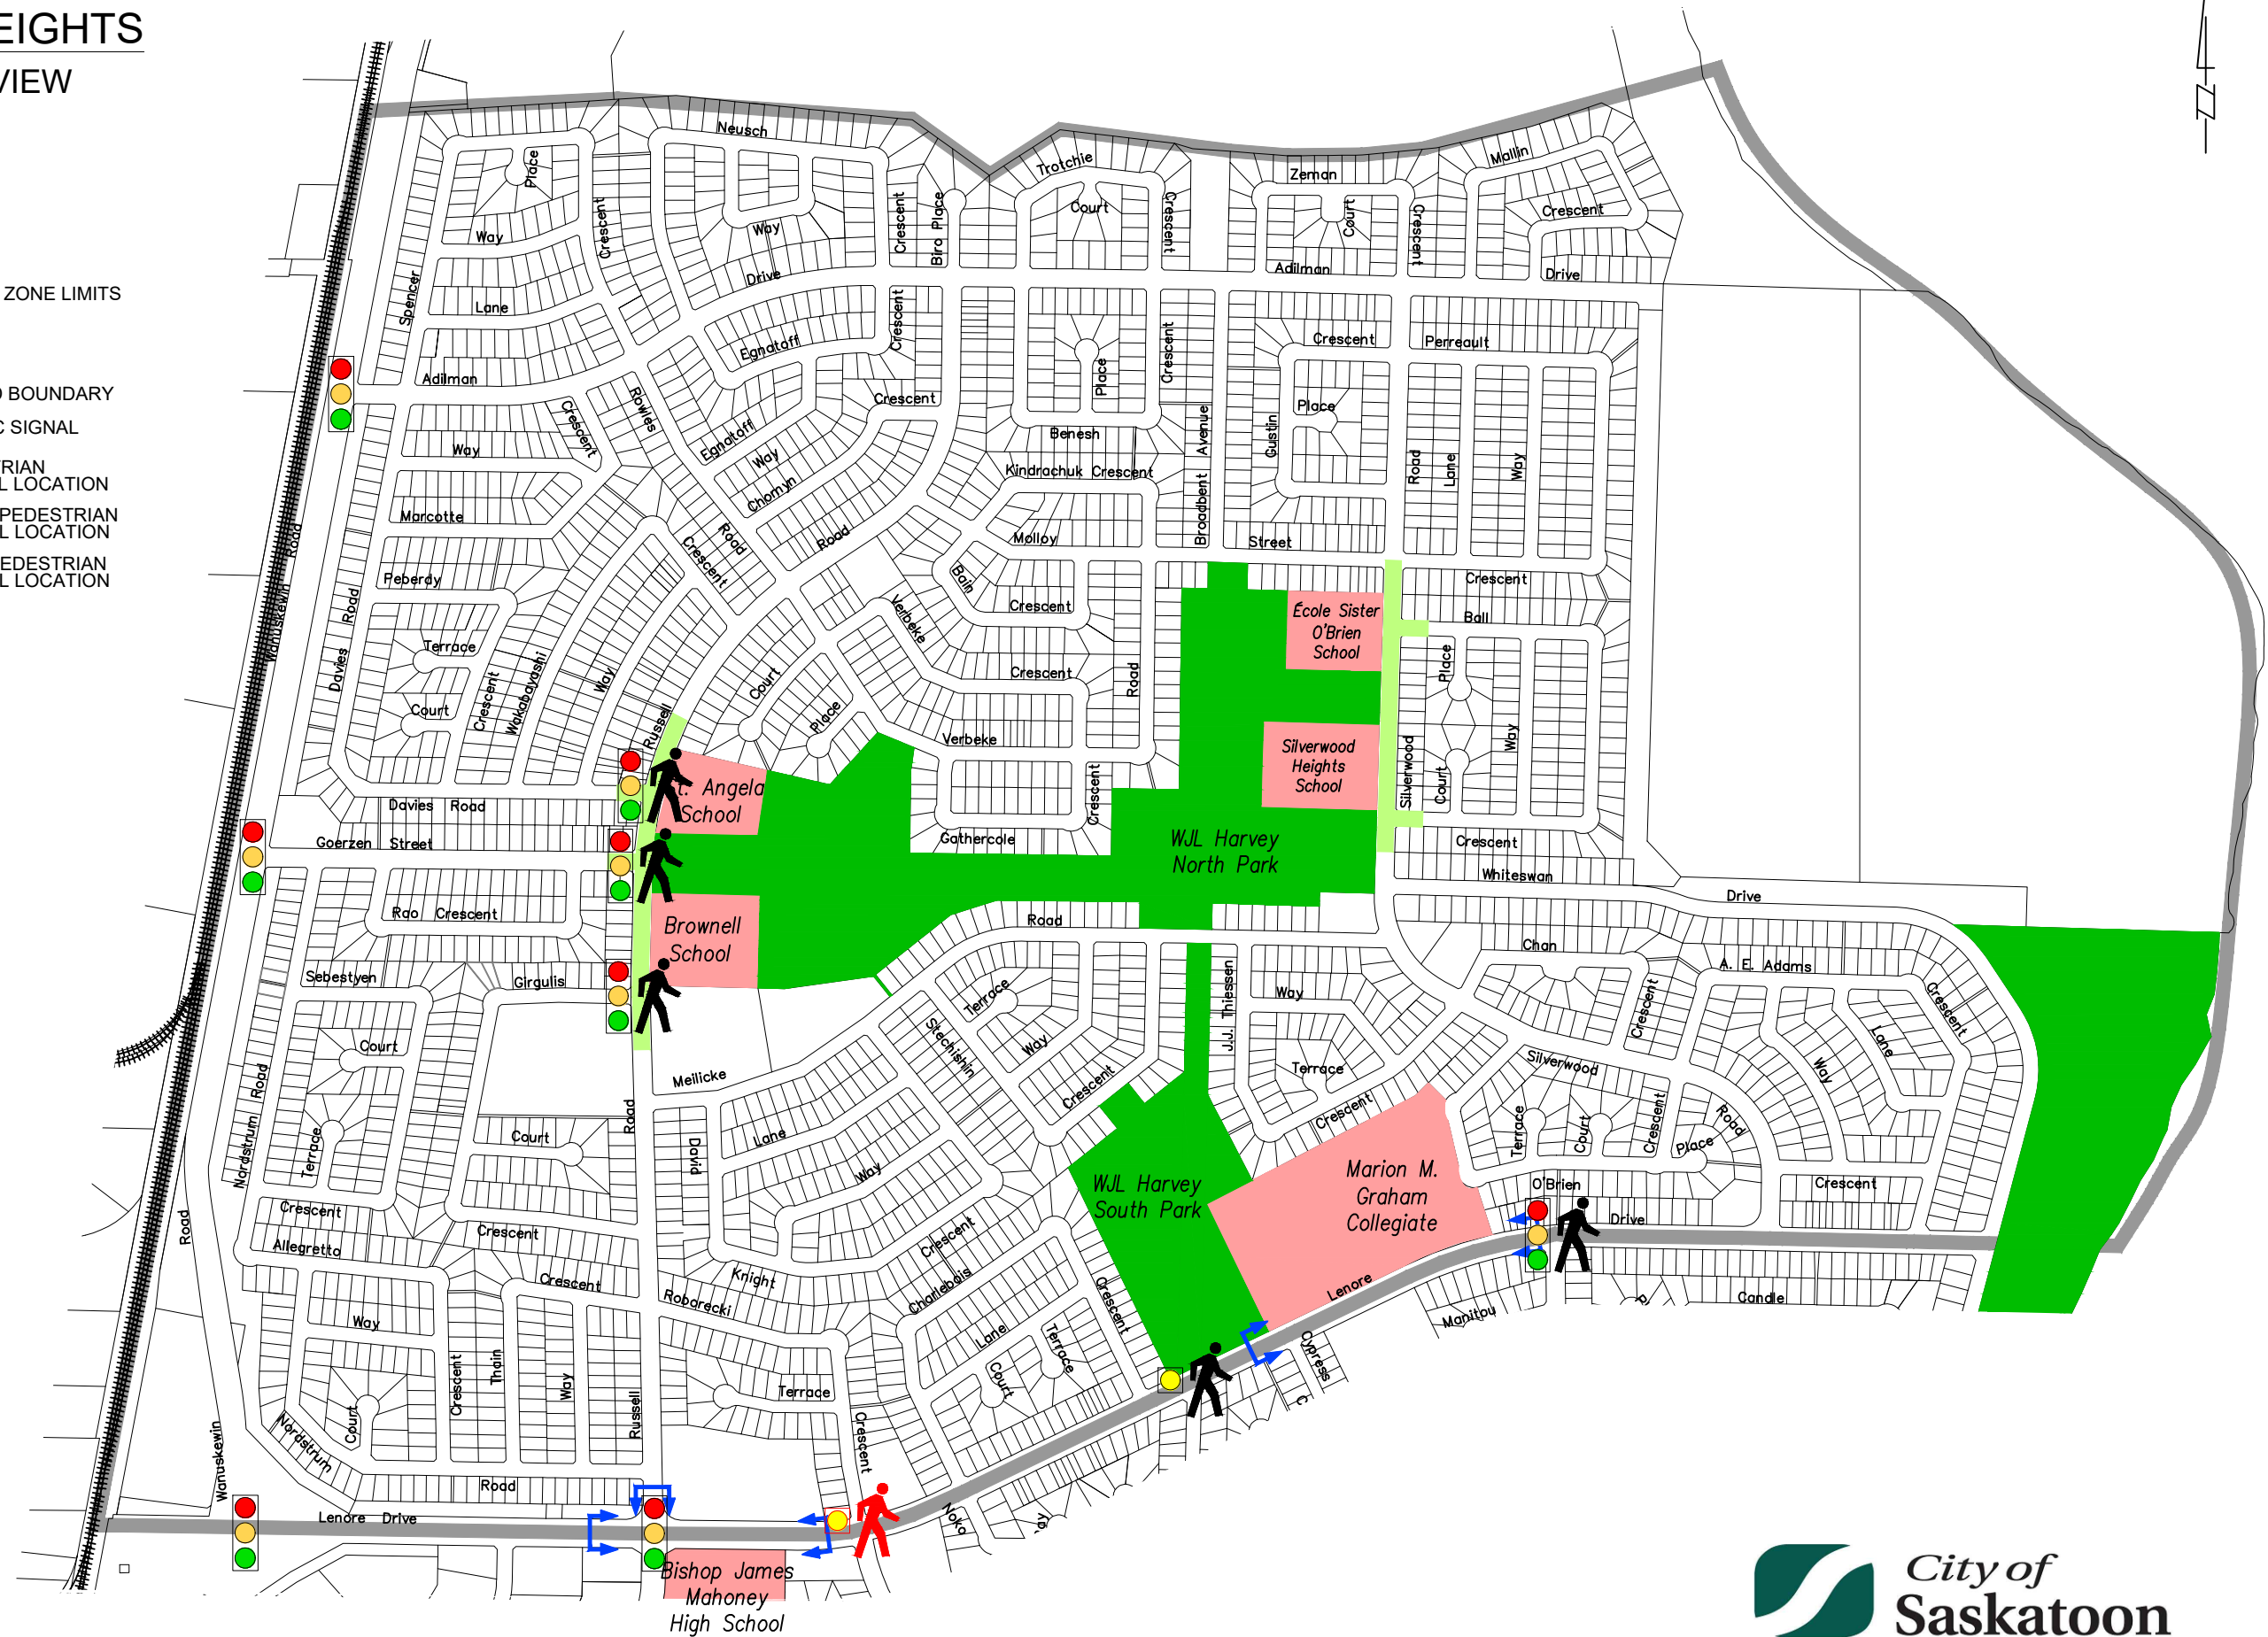 EIGHTS
VIEW
ZONE LIMITS
BOUNDARY
SIGNAL
TRIAN
L LOCATION
PEDESTRIAN
L LOCATION
EDESTRIAN
L LOCATION
Neusch
Place
Way
Crescent
Way
Spencer
Lane
Drive
Adilman
Crescent
Biro Place
Trotchie
Court
Crescent
Zeman
Court
Crescent
Mallin
Crescent
Adilman
Drive
Crescent
Egnatoff
Crescent
Rowles
Crescent
Way
Egnatoff
Way
Chomyn
Marcotte
Peberdy
Road
Crescent
Road
Place
Crescent
Benesh
Kindrachuk Crescent
Avenue
Broadbent
Gustin
Crescent
Place
Perreault
Road
Lane
Way
Molloy
Street
Bain
Crescent
Verbeke
Crescent
Road
Verbeke
Crescent
Gathercole
Wanuskewin
Road
Davies
Road
Terrace
Court
Crescent
Wakabayashi
Way
Russell
Court
Place
École Sister
O'Brien
School
Silverwood
Heights
School
Crescent
Ball
Place
Silverwood
Court
Way
Crescent
Whiteswan
Drive
Davies Road
Goerzen Street
t. Angela
School
WJL Harvey
North Park
Rao Crescent
Brownell
School
Sebestyen
Girgulis
Court
Nordstrum
Road
Terrace
Court
Road
Meilicke
Road
Terrace
Stechishin
Way
Crescent
J.J. Thiessen
Way
Terrace
Crescent
Chan
Crescent
A. E. Adams
Crescent
Lane
Way
Silverwood
Road
Terrace
Court
Crescent
Place
O'Brien
Drive
Crescent
David
Lane
Way
WJL Harvey
South Park
Marion M.
Graham
Collegiate
Road
Crescent
Allegretto
Crescent
Crescent
Way
Crescent
Thain
Way
Court
Russell
Knight
Roborecki
Crescent
Charlebois
Lane
Crescent
Court
Terrace
Terrace
Crescent
Lenore
Manitou
Cypress
C
Candle
Nordstrum
Road
Wanuskewin
Lenore Drive
Noko
Bishop James
Mahoney
High School
City of
Saskatoon